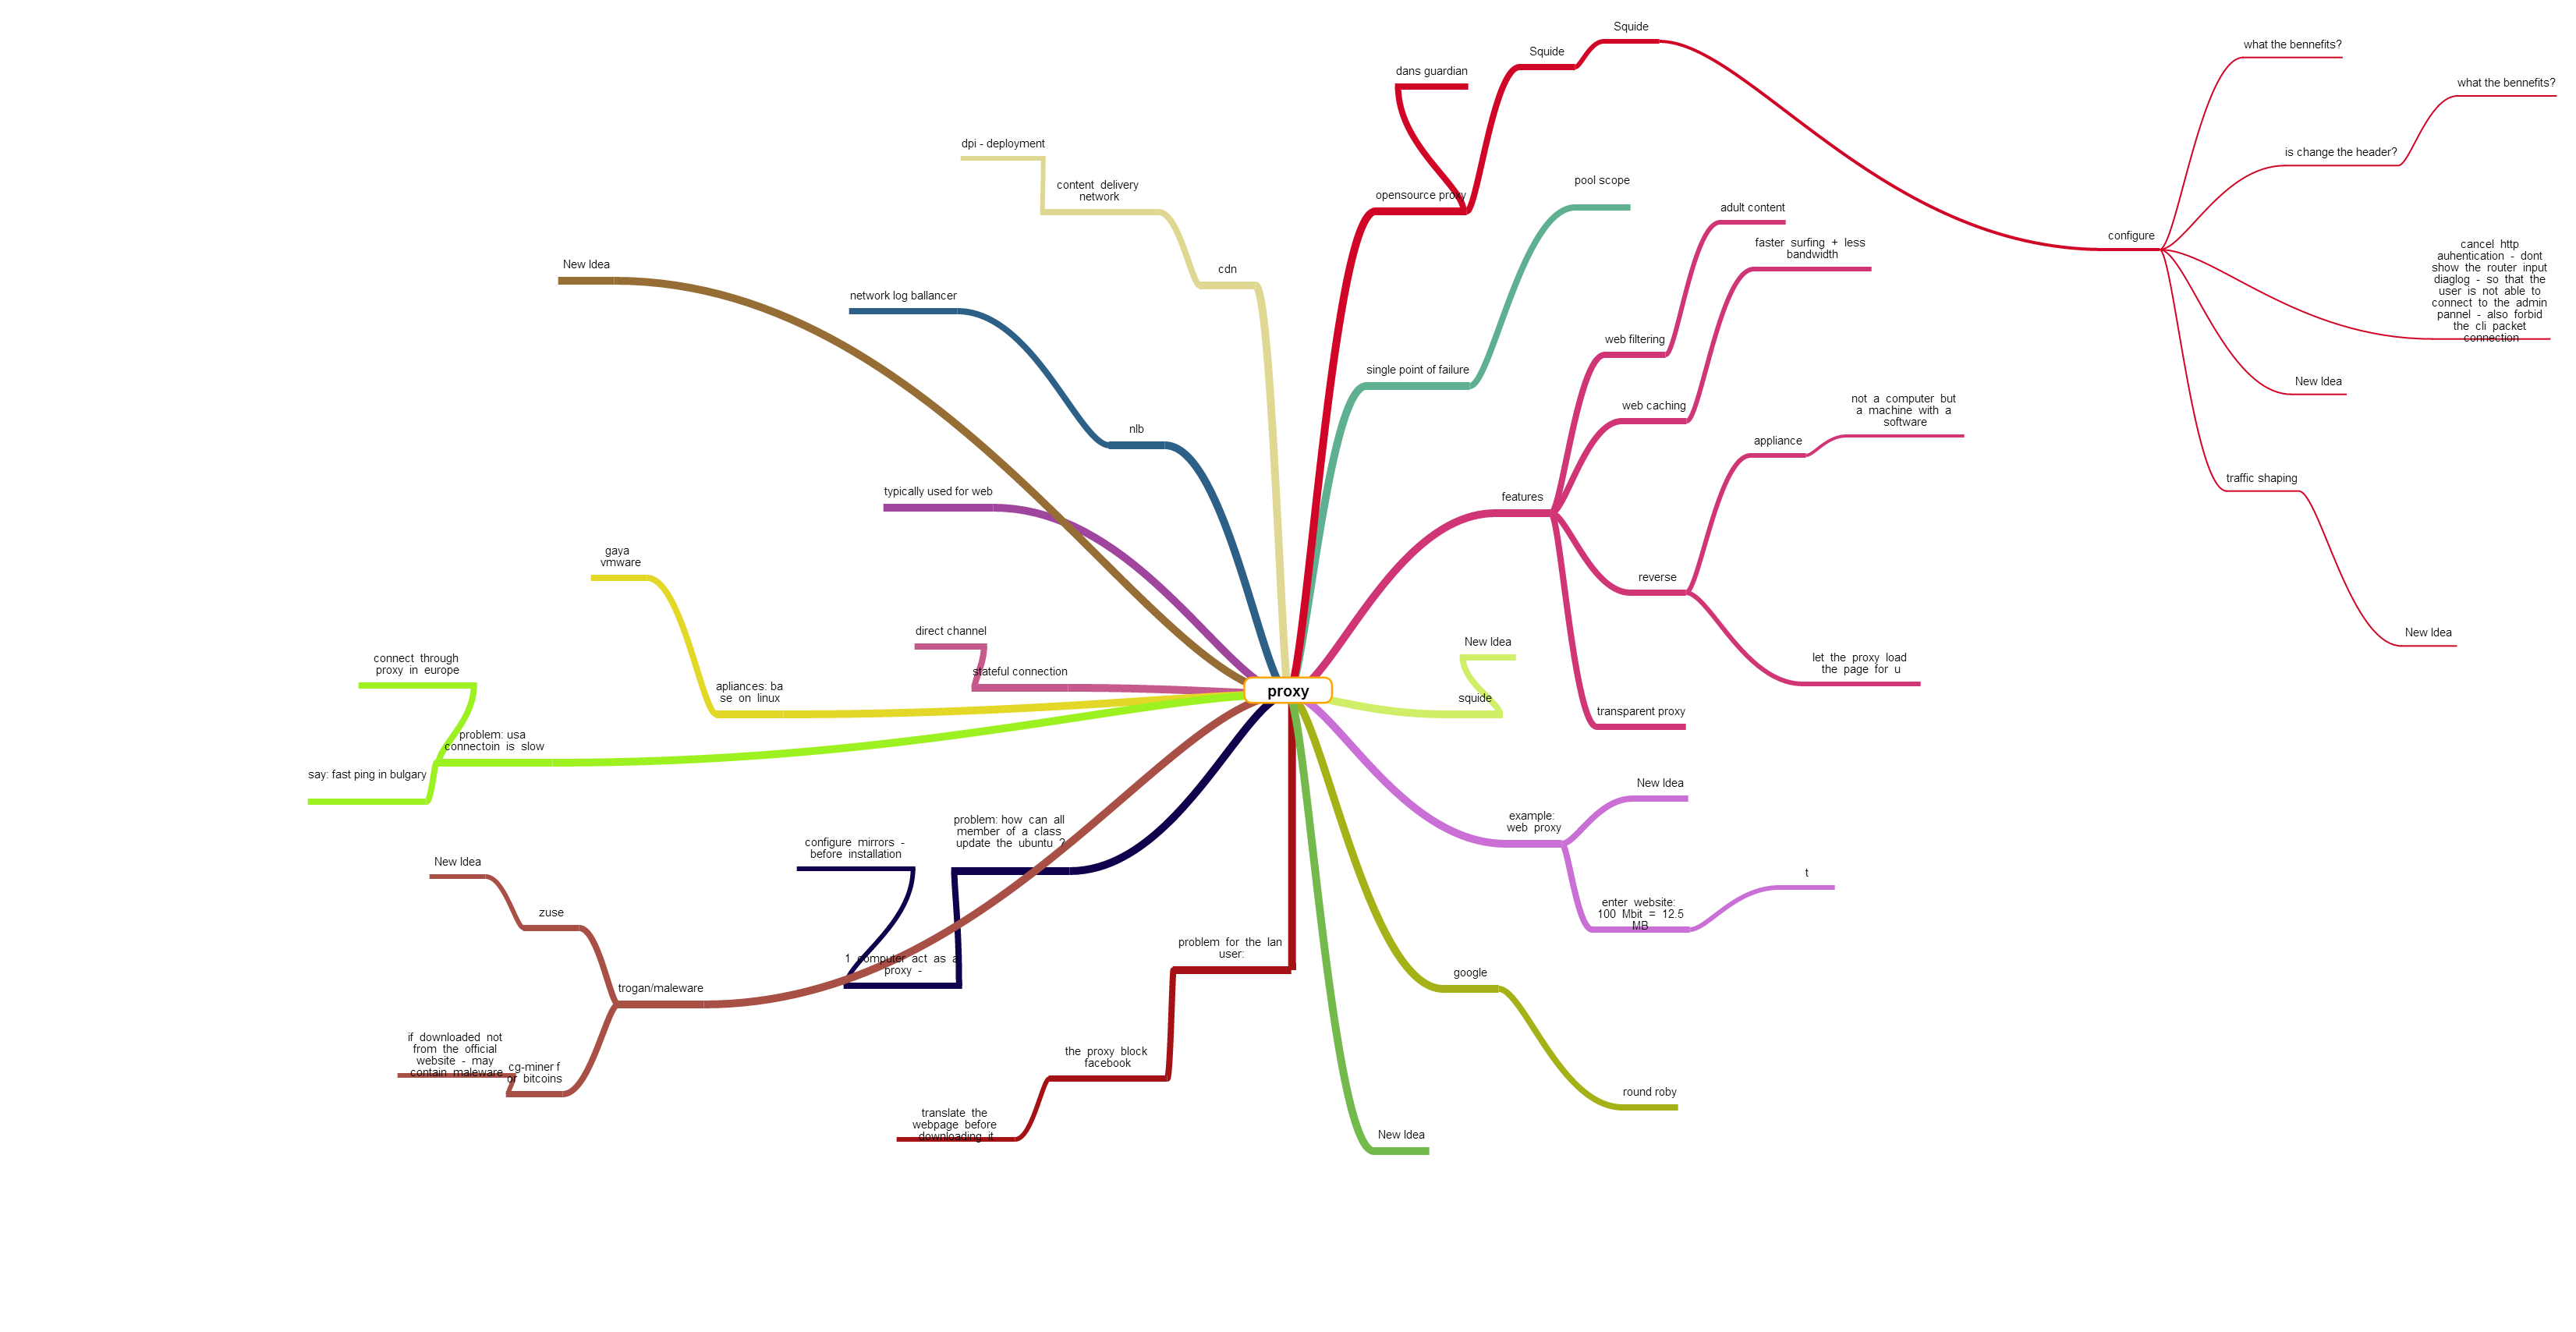 Squide
Squide
what the bennefits?
dans guardian
what the bennefits?
dpi - deployment
is change the header?
content delivery
network
opensource proxy
pool scope
adult content
configure
faster surfing + less
bandwidth
cancel http
auhentication - dont
show the router input
diaglog - so that the
user is not able to
connect to the admin
pannel - also forbid
the cli packet
connection
New Idea
cdn
network log ballancer
web filtering
single point of failure
New Idea
web caching
not a computer but
a machine with a
software
nlb
appliance
traffic shaping
typically used for web
features
gaya
vmware
reverse
direct channel
New Idea
New Idea
connect through
proxy in europe
stateful connection
let the proxy load
the page for u
apliances: ba
se on linux
proxy
squide
transparent proxy
problem: usa
connectoin is slow
say: fast ping in bulgary
New Idea
example:
web proxy
problem: how can all
member of a class
update the ubuntu ?
configure mirrors -
before installation
New Idea
t
enter website:
100 Mbit = 12.5
MB
zuse
problem for the lan
user:
1 computer act as a
proxy -
google
trogan/maleware
if downloaded not
from the official
website - may
contain maleware
cg-miner f
or bitcoins
the proxy block
facebook
round roby
translate the
webpage before
downloading it
New Idea